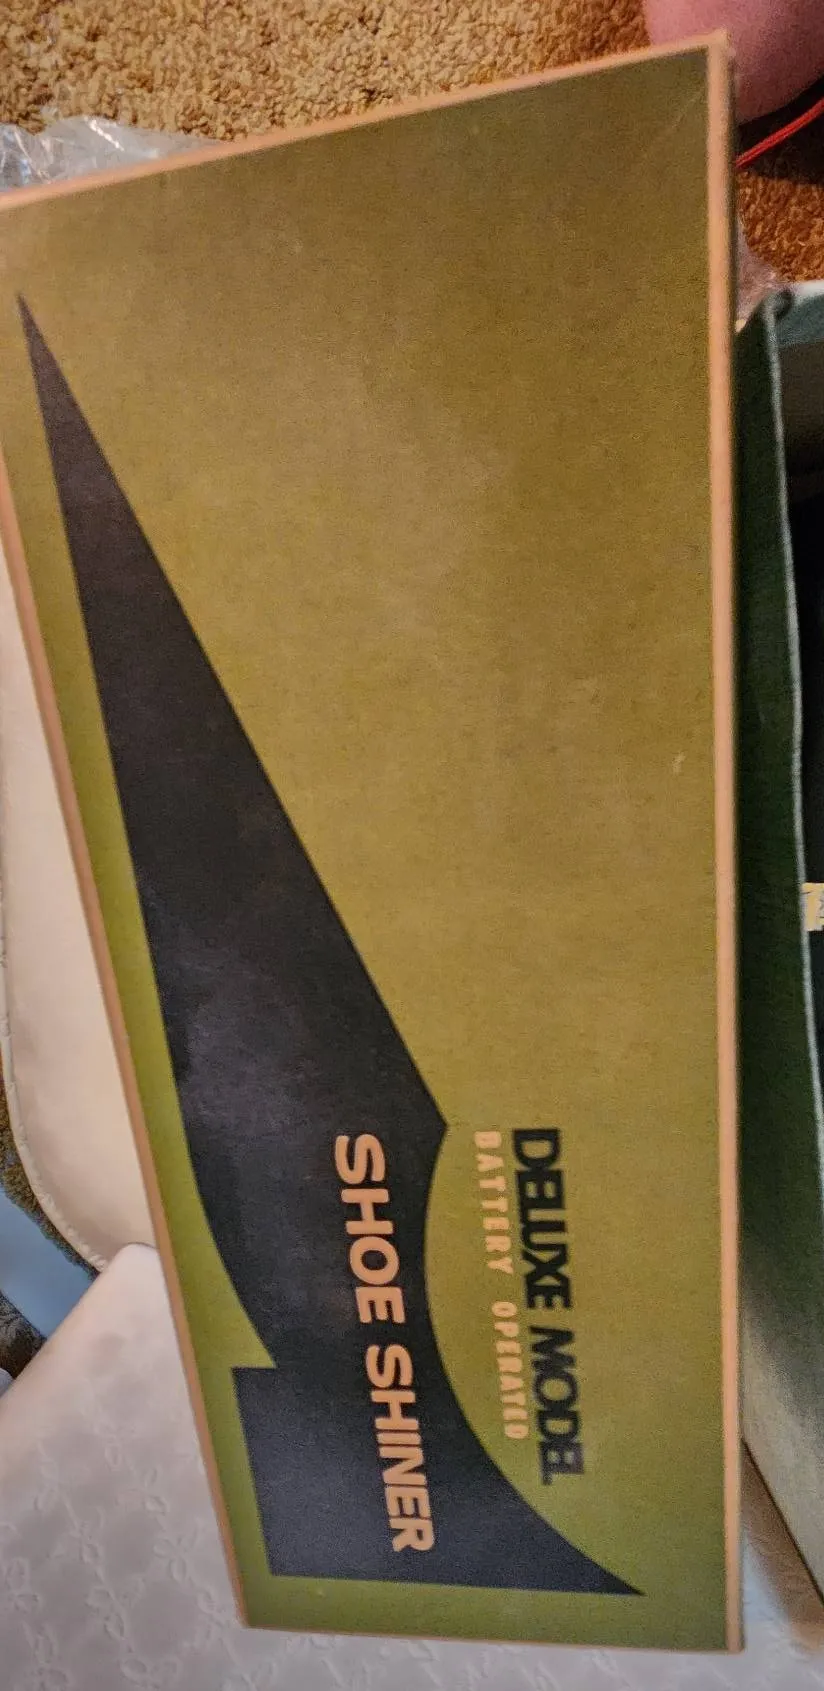 DELUXE MODEL
BATTERY OPERATED
SHOE SHINER